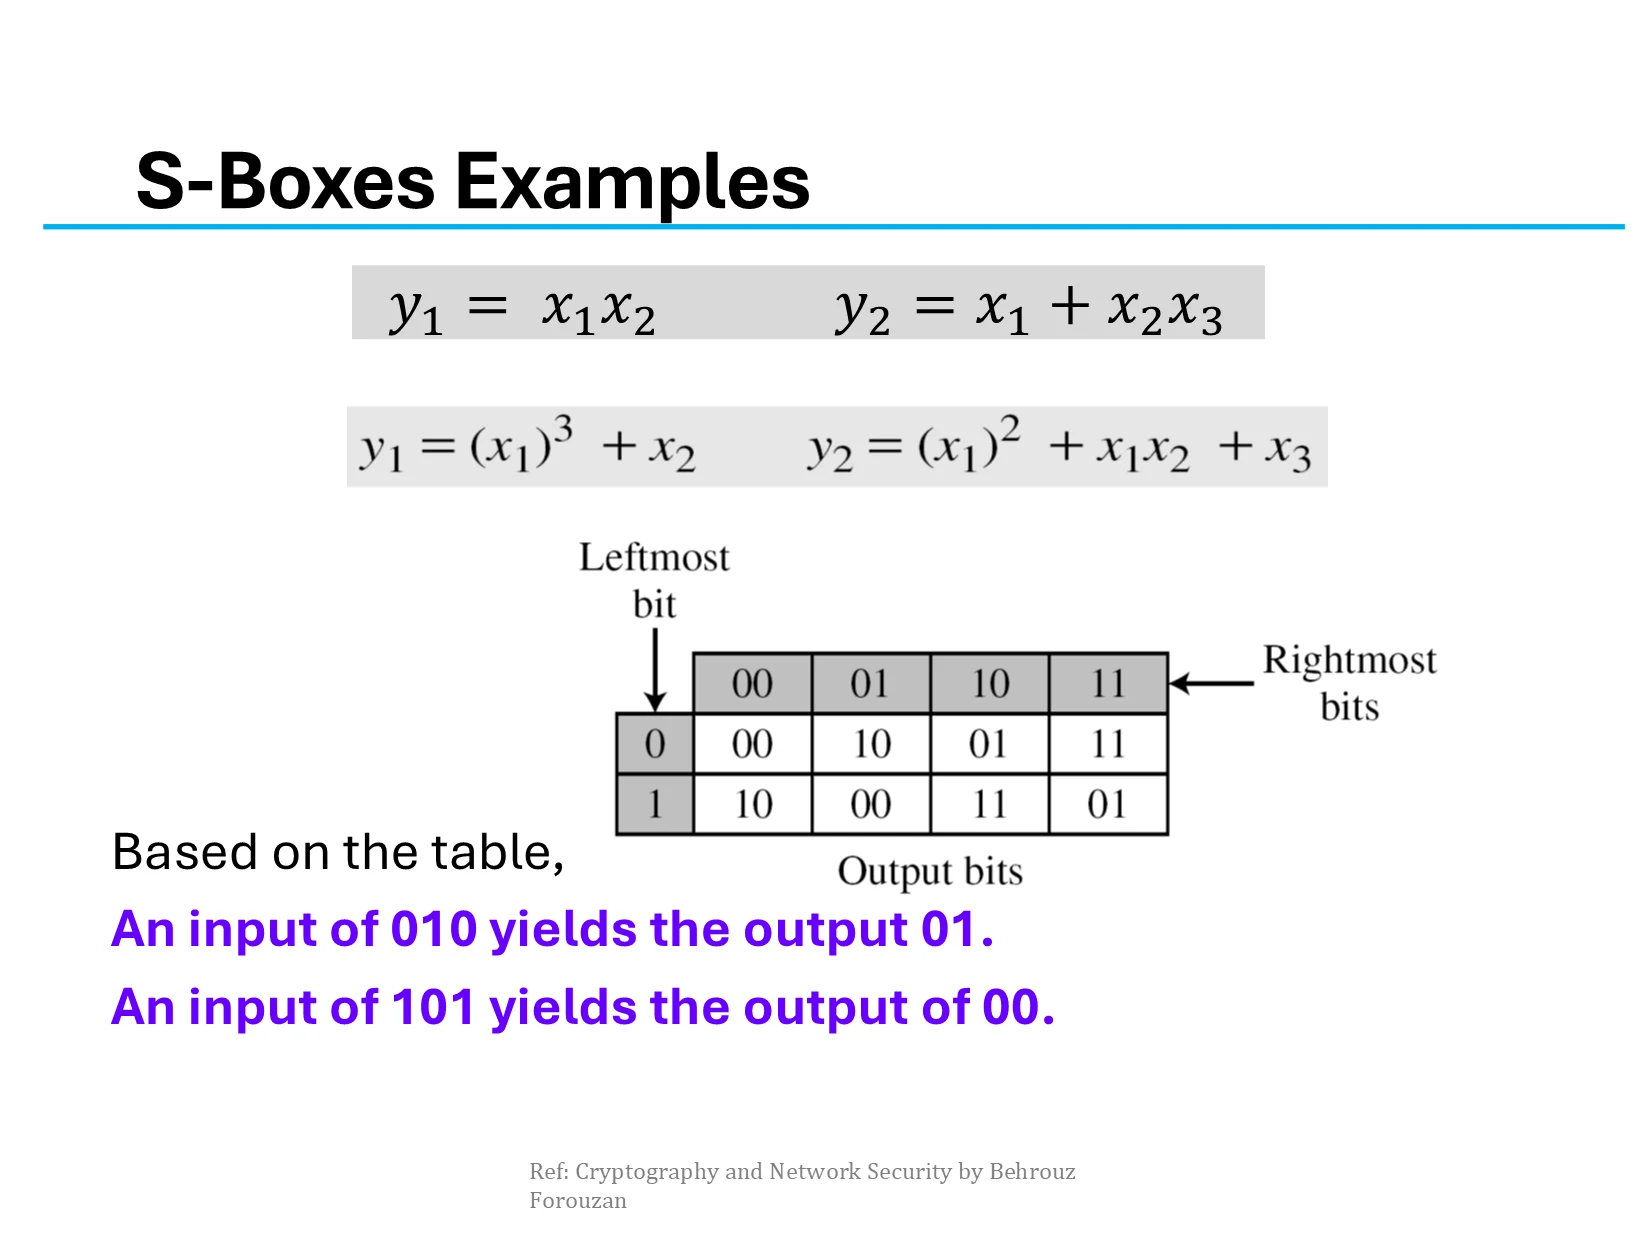 S-Boxes Examples
y₁ = x₁x₂ y₂ = x₁ + x₂x₃
y₁ = (x₁)³ + x₂ y₂ = (x₁)² + x₁x₂ + x₃
Leftmost
bit
Rightmost
bits
00 01 10 11
0 00 10 01 11
1 10 00 11 01
Output bits
Based on the table,
An input of 010 yields the output 01.
An input of 101 yields the output of 00.
Ref: Cryptography and Network Security by Behrouz
Forouzan